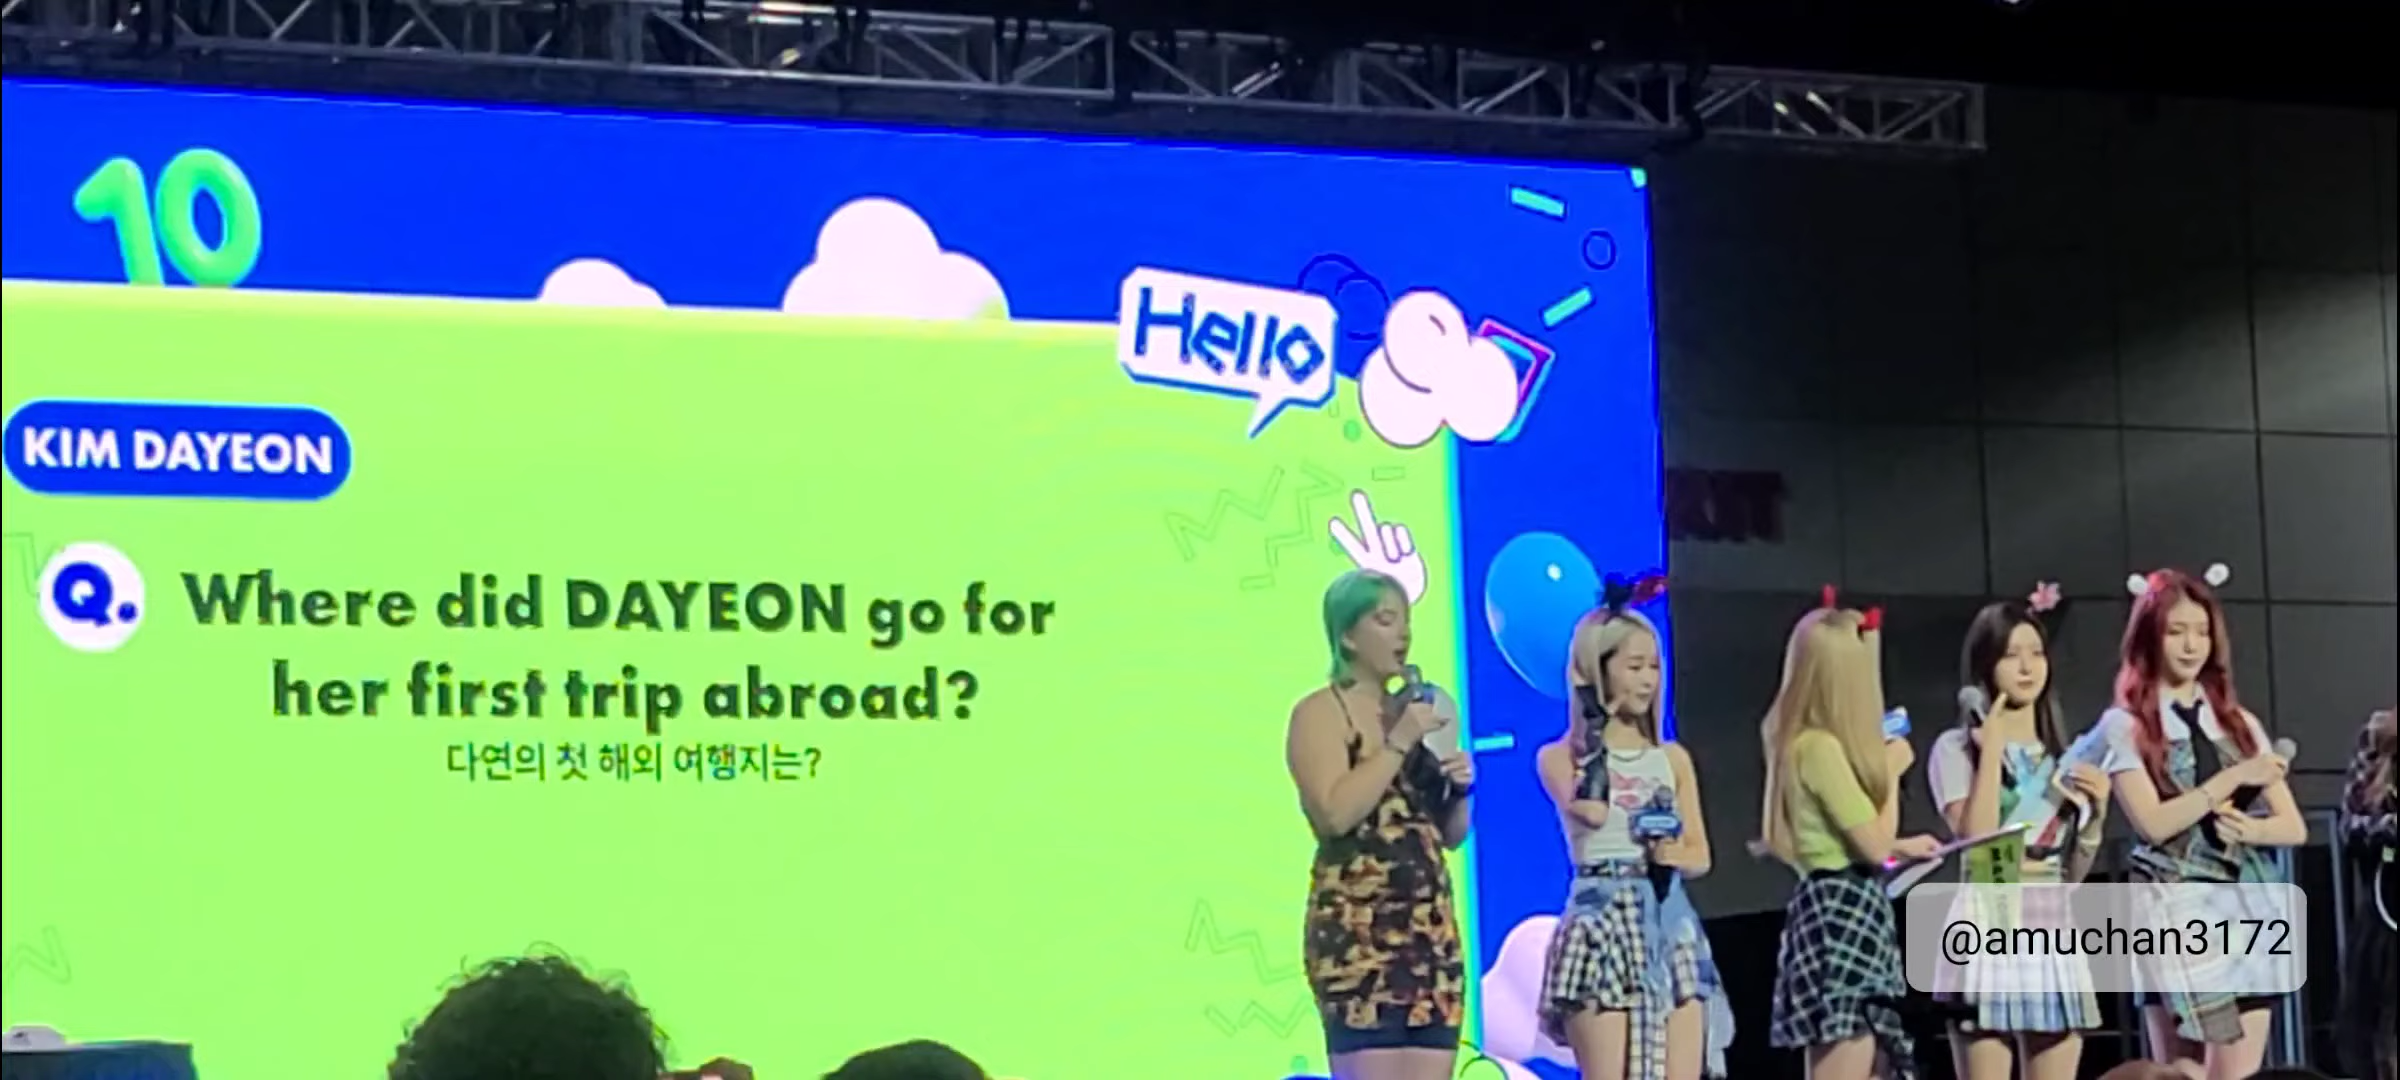 10
Hello
KIM DAYEON
Q. Where did DAYEON go for
her first trip abroad?
다연의 첫 해외 여행지는?
@amuchan3172